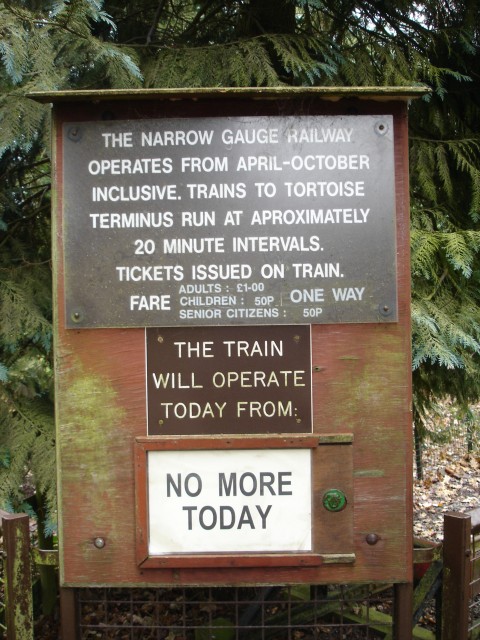 THE NARROW GAUGE RAILWAY
OPERATES FROM APRIL-OCTOBER
INCLUSIVE. TRAINS TO TORTOISE
TERMINUS RUN AT APROXIMATELY
20 MINUTE INTERVALS.
TICKETS ISSUED ON TRAIN.
FARE ADULTS : £1-00
CHILDREN : 50P ONE WAY
SENIOR CITIZENS : 50P
THE TRAIN
WILL OPERATE
TODAY FROM:
NO MORE
TODAY